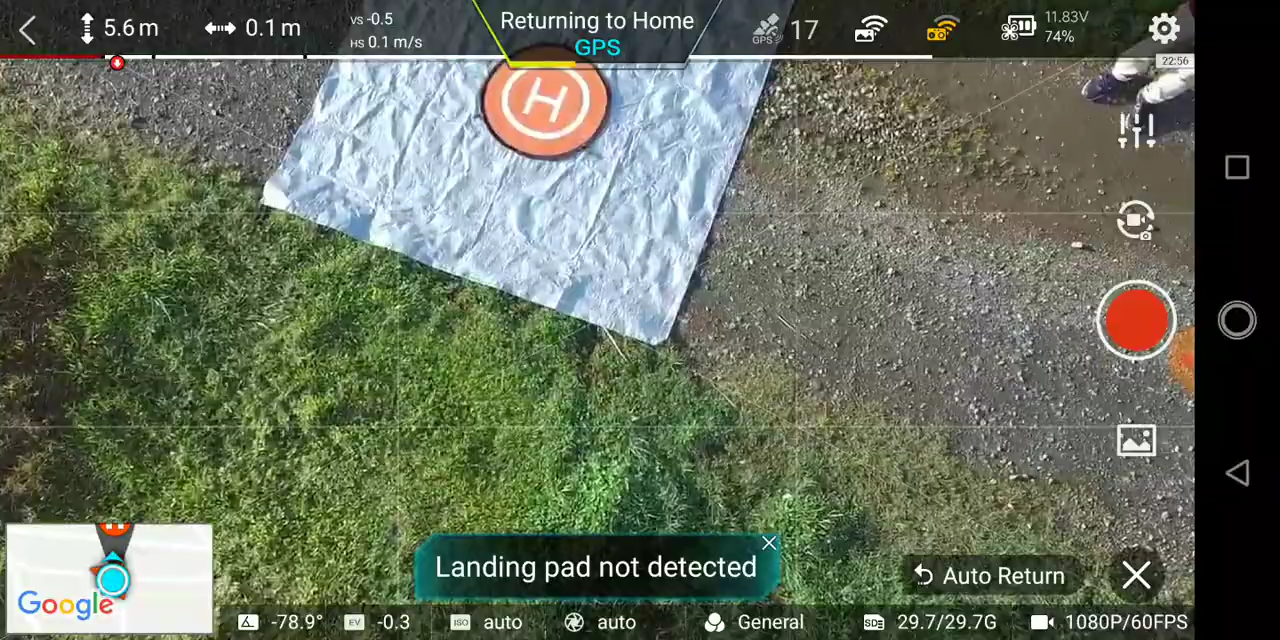 5.6m
0.1 m
VS -0.5
HS 0.1 m/s
Returning to Home
GPS
GPS
17
11.83V
74%
22:56
H
Landing pad not detected
Auto Return
Google
-78.9°
EV -0.3
ISO auto
auto
General
SD 29.7/29.7G
1080P/60FPS